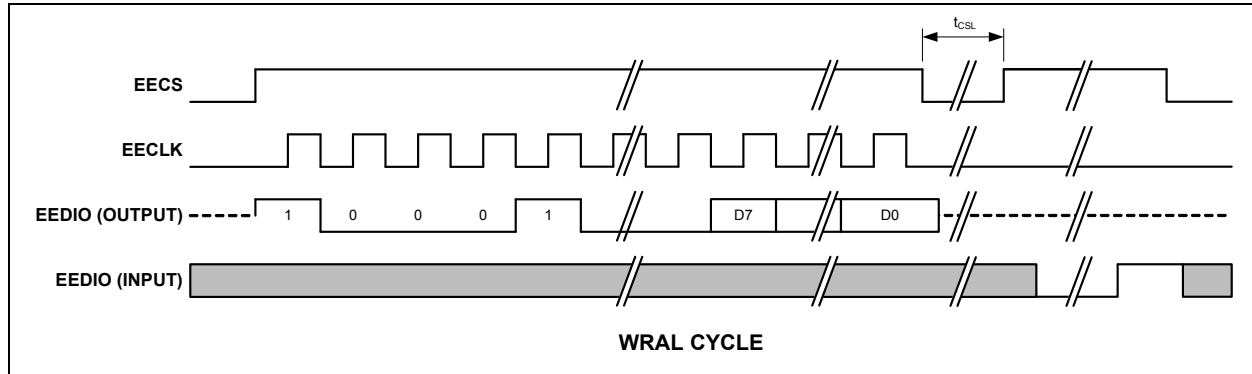 tCSL
EECS
EECLK
EEDIO (OUTPUT) 1 0 0 0 1 D7 D0
EEDIO (INPUT)
WRAL CYCLE